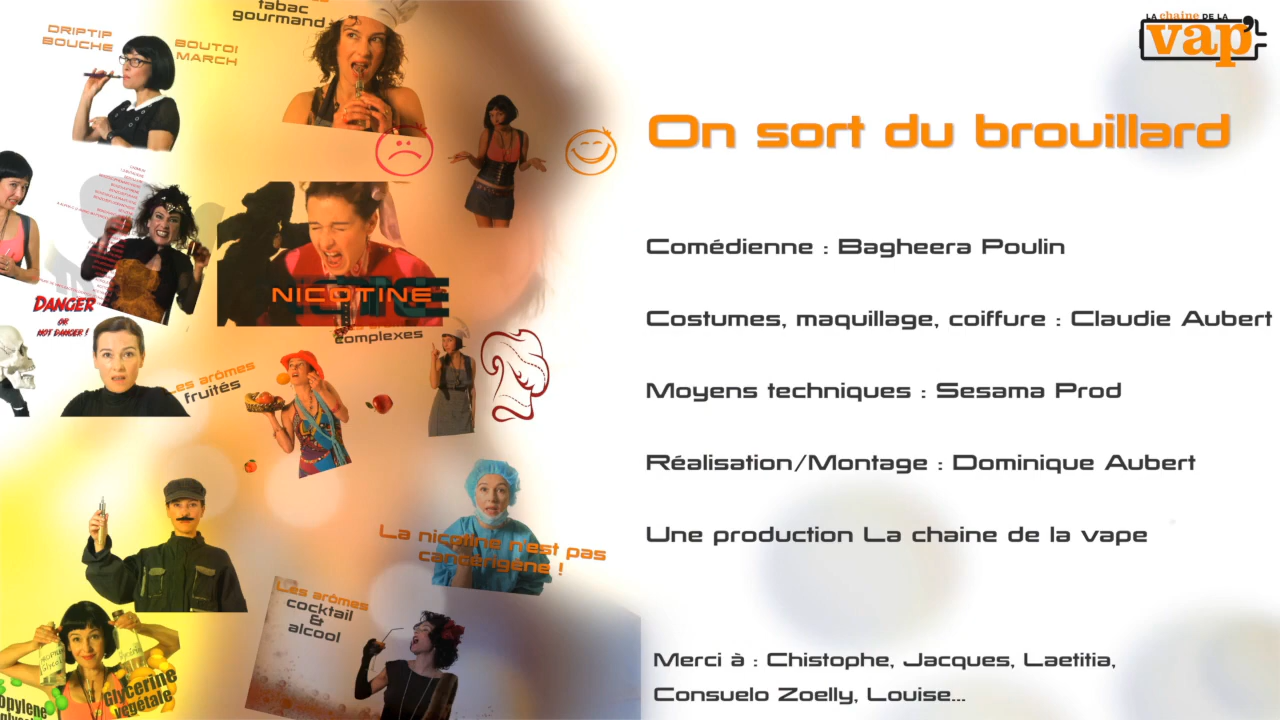 tabac
gourmand
DRIPTIP
BOUCHE
BOUTOI
MARCH
NICOTINE
DANGER
OR
NOT DANGER !
complexes
Les arômes
fruités
La nicotine n'est pas
cancérigène !
Les arômes
cocktail
&
alcool
Glycerine
végétale
opylene
LA chaine DE LA
vap'
On sort du brouillard
Comédienne : Bagheera Poulin
Costumes, maquillage, coiffure : Claudie Aubert
Moyens techniques : Sesama Prod
Réalisation/Montage : Dominique Aubert
Une production La chaine de la vape
Merci à : Chistophe, Jacques, Laetitia,
Consuelo Zoelly, Louise...